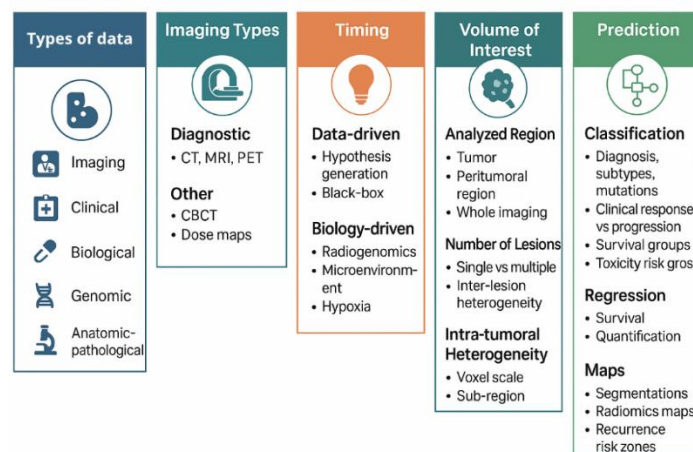 Types of data
Imaging
Clinical
Biological
Genomic
Anatomic-
pathological
Imaging Types
Diagnostic
• CT, MRI, PET
Other
• CBCT
• Dose maps
Timing
Data-driven
• Hypothesis
generation
• Black-box
Biology-driven
• Radiogenomics
• Microenvironm-
ent
• Hypoxia
Volume of
Interest
Analyzed Region
• Tumor
• Peritumoral
region
• Whole imaging
Number of Lesions
• Single vs multiple
• Inter-lesion
heterogeneity
Intra-tumoral
Heterogeneity
• Voxel scale
• Sub-region
Prediction
Classification
• Diagnosis,
subtypes,
mutations
• Clinical response
vs progression
• Survival groups
• Toxicity risk gros
Regression
• Survival
• Quantification
Maps
• Segmentations
• Radiomics maps
• Recurrence
risk zones